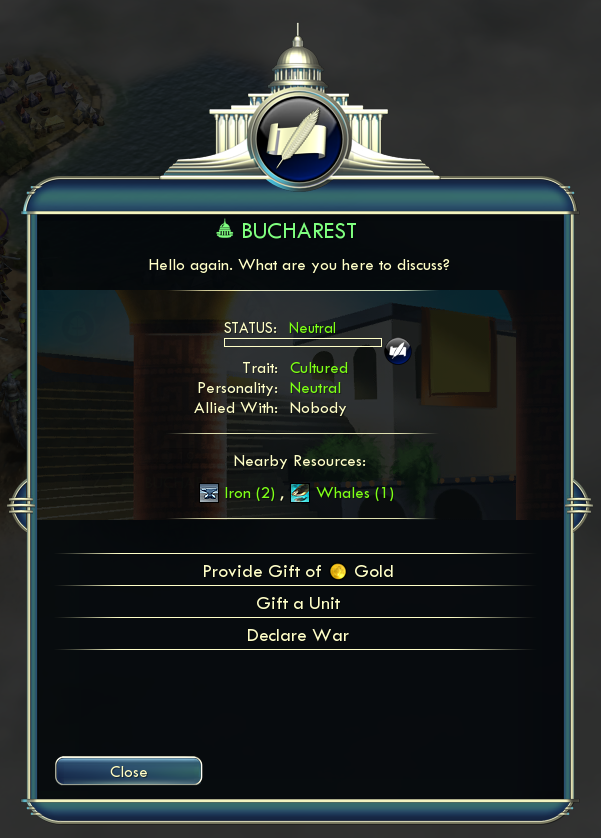 BUCHAREST
Hello again. What are you here to discuss?
STATUS: Neutral
Trait: Cultured
Personality: Neutral
Allied With: Nobody
Nearby Resources:
Iron (2) , Whales (1)
Provide Gift of Gold
Gift a Unit
Declare War
Close